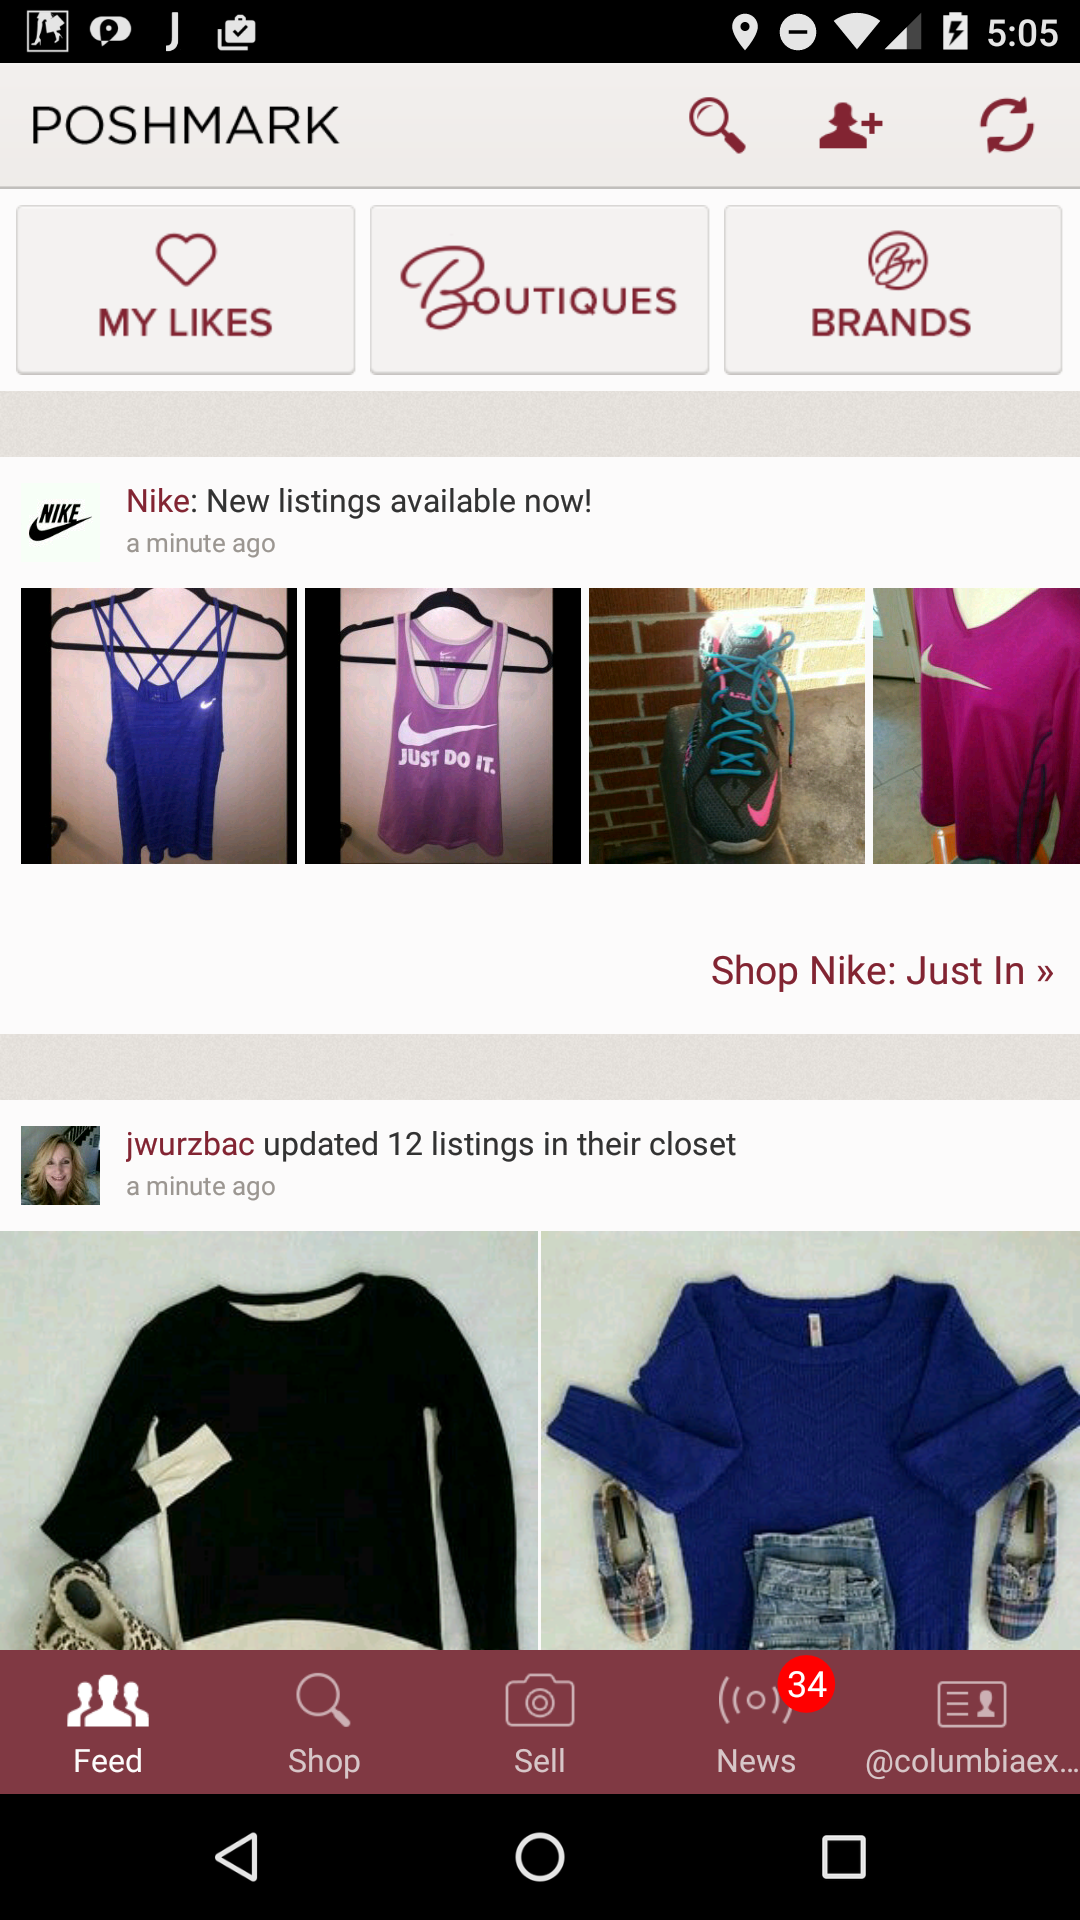 5:05
POSHMARK
MY LIKES
BOUTIQUES
Br
BRANDS
NIKE
Nike: New listings available now!
a minute ago
JUST DO IT.
Shop Nike: Just In »
jwurzbac updated 12 listings in their closet
a minute ago
34
Feed
Shop
Sell
News
@columbiaex...